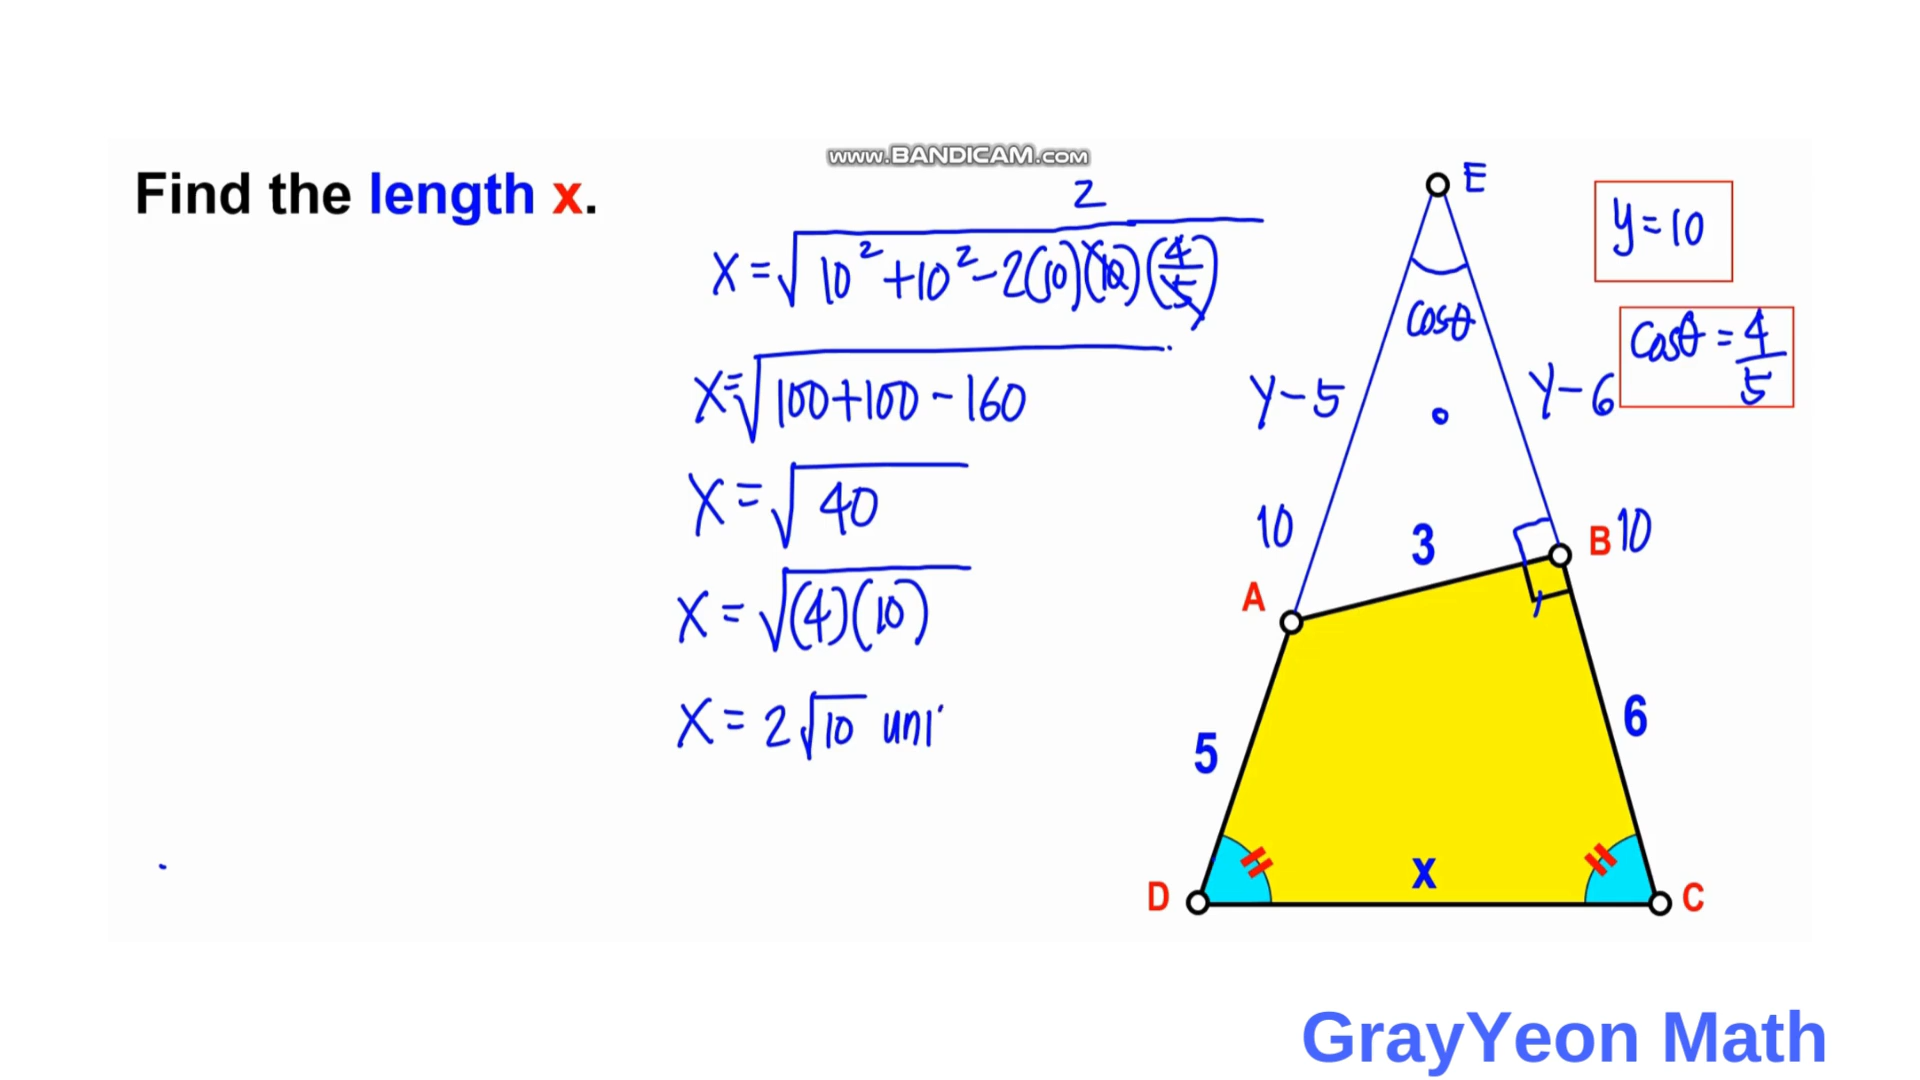 www.BANDICAM.com
Find the length x.
2
x = √10² + 10² - 2(10)(10)(4/5)
x = √100 + 100 - 160
x = √40
x = √(4)(10)
x = 2√10 uni
E
y = 10
cosθ
cosθ = 4/5
y - 5
y - 6
10
3
B
10
A
5
6
x
D
C
GrayYeon Math